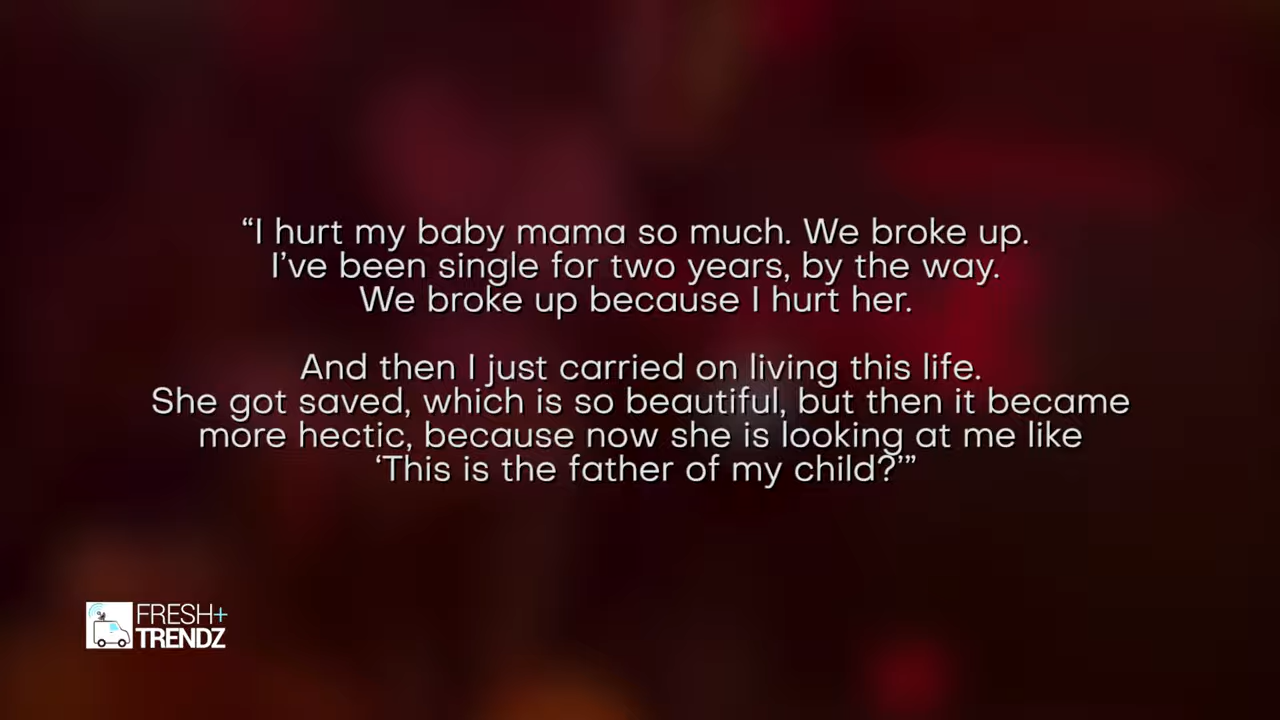 “I hurt my baby mama so much. We broke up.
I’ve been single for two years, by the way.
We broke up because I hurt her.
And then I just carried on living this life.
She got saved, which is so beautiful, but then it became
more hectic, because now she is looking at me like
‘This is the father of my child?’”
FRESH+
TRENDZ